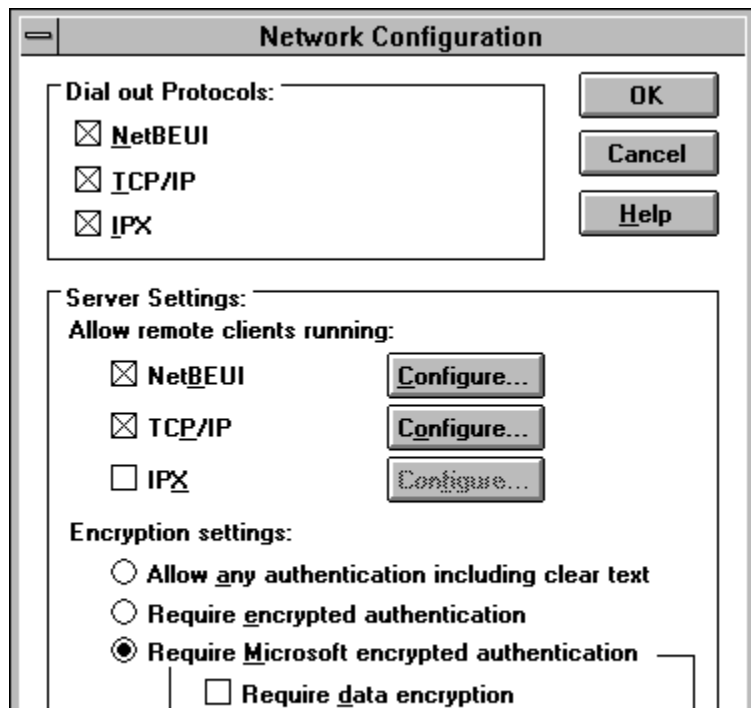 Network Configuration
Dial out Protocols:
OK
NetBEUI
Cancel
TCP/IP
IPX
Help
Server Settings:
Allow remote clients running:
NetBEUI Configure...
TCP/IP Configure...
IPX Configure...
Encryption settings:
Allow any authentication including clear text
Require encrypted authentication
Require Microsoft encrypted authentication
Require data encryption